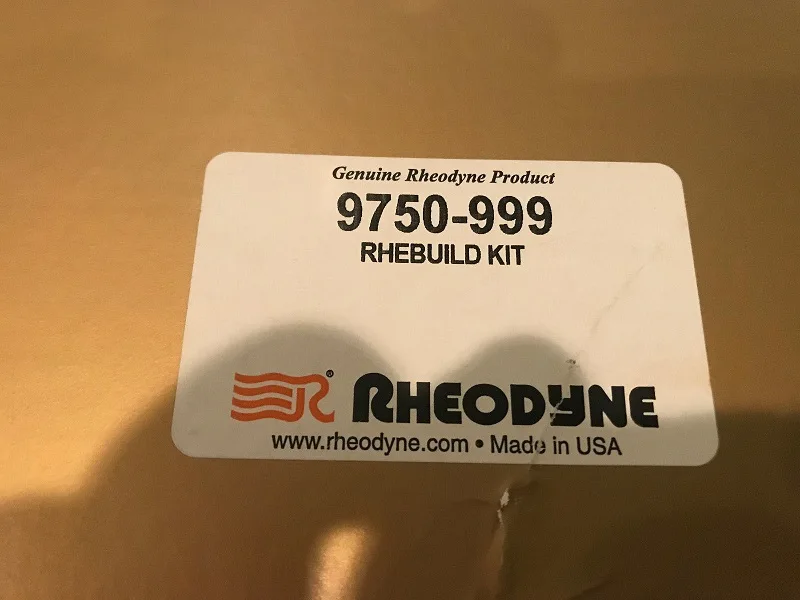 Genuine Rheodyne Product
9750-999
RHEBUILD KIT
R®
RHEODYNE
www.rheodyne.com • Made in USA